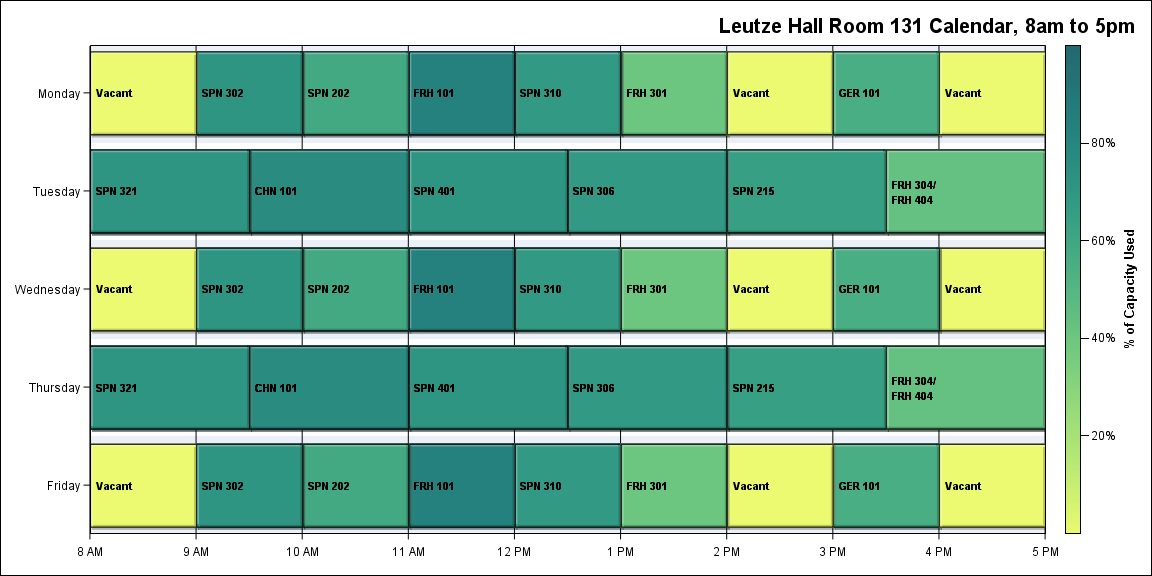 Leutze Hall Room 131 Calendar, 8am to 5pm
Monday
Vacant
SPN 302
SPN 202
FRH 101
SPN 310
FRH 301
Vacant
GER 101
Vacant
Tuesday
SPN 321
CHN 101
SPN 401
SPN 306
SPN 215
FRH 304/
FRH 404
Wednesday
Vacant
SPN 302
SPN 202
FRH 101
SPN 310
FRH 301
Vacant
GER 101
Vacant
Thursday
SPN 321
CHN 101
SPN 401
SPN 306
SPN 215
FRH 304/
FRH 404
Friday
Vacant
SPN 302
SPN 202
FRH 101
SPN 310
FRH 301
Vacant
GER 101
Vacant
8 AM
9 AM
10 AM
11 AM
12 PM
1 PM
2 PM
3 PM
4 PM
5 PM
80%
60%
40%
20%
% of Capacity Used